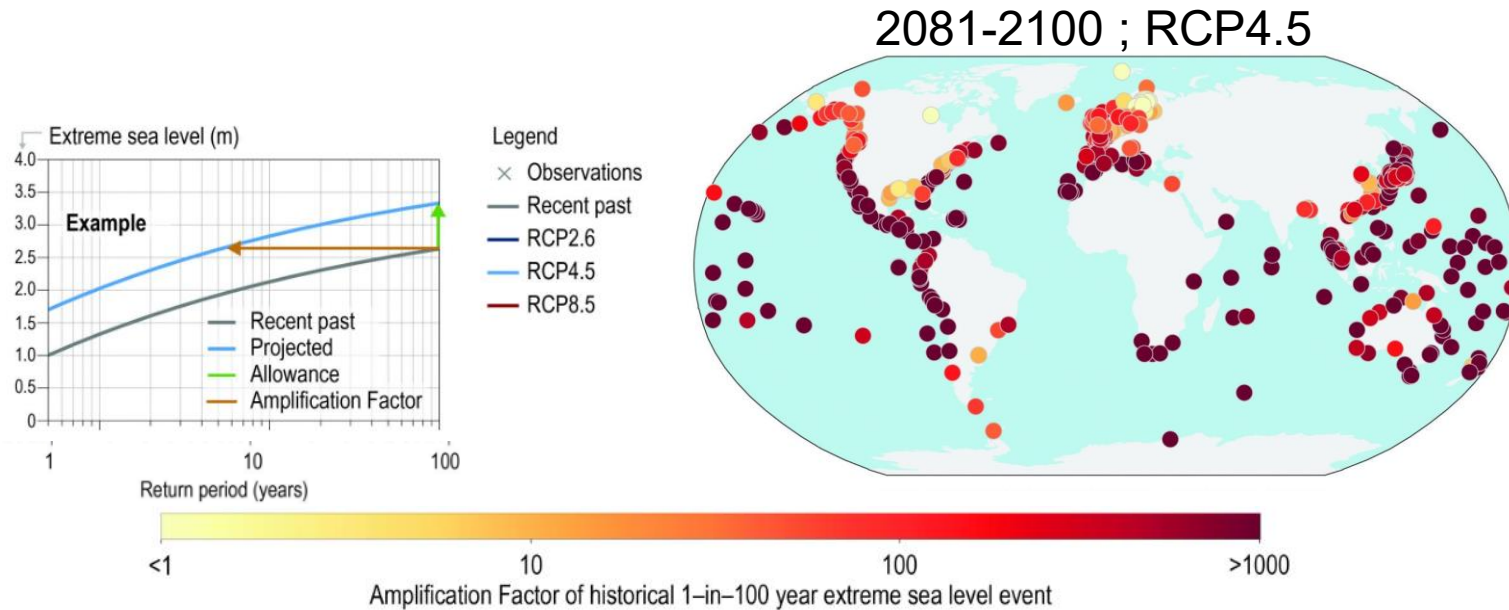 2081-2100 ; RCP4.5
Extreme sea level (m)
4.0
3.5
3.0
2.5
2.0
1.5
1.0
0.5
0
Example
Recent past
Projected
Allowance
Amplification Factor
1
10
100
Return period (years)
Legend
Observations
Recent past
RCP2.6
RCP4.5
RCP8.5
<1
10
100
>1000
Amplification Factor of historical 1–in–100 year extreme sea level event